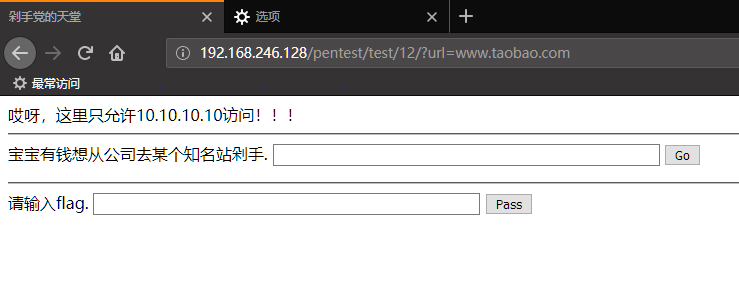 剁手党的天堂
选项
192.168.246.128/pentest/test/12/?url=www.taobao.com
最常访问
哎呀，这里只允许10.10.10.10访问！！！
宝宝有钱想从公司去某个知名站剁手. Go
请输入flag. Pass